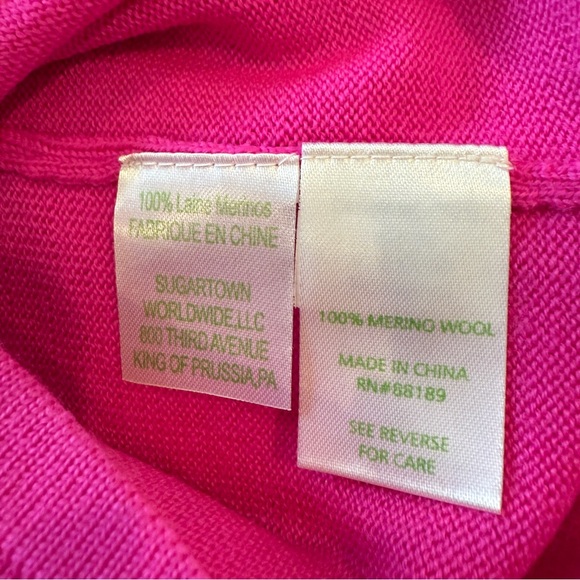 100% Laine Merinos
FABRIQUE EN CHINE
SUGARTOWN
WORLDWIDE,LLC
800 THIRD AVENUE
KING OF PRUSSIA,PA
100% MERINO WOOL
MADE IN CHINA
RN#68189
SEE REVERSE
FOR CARE